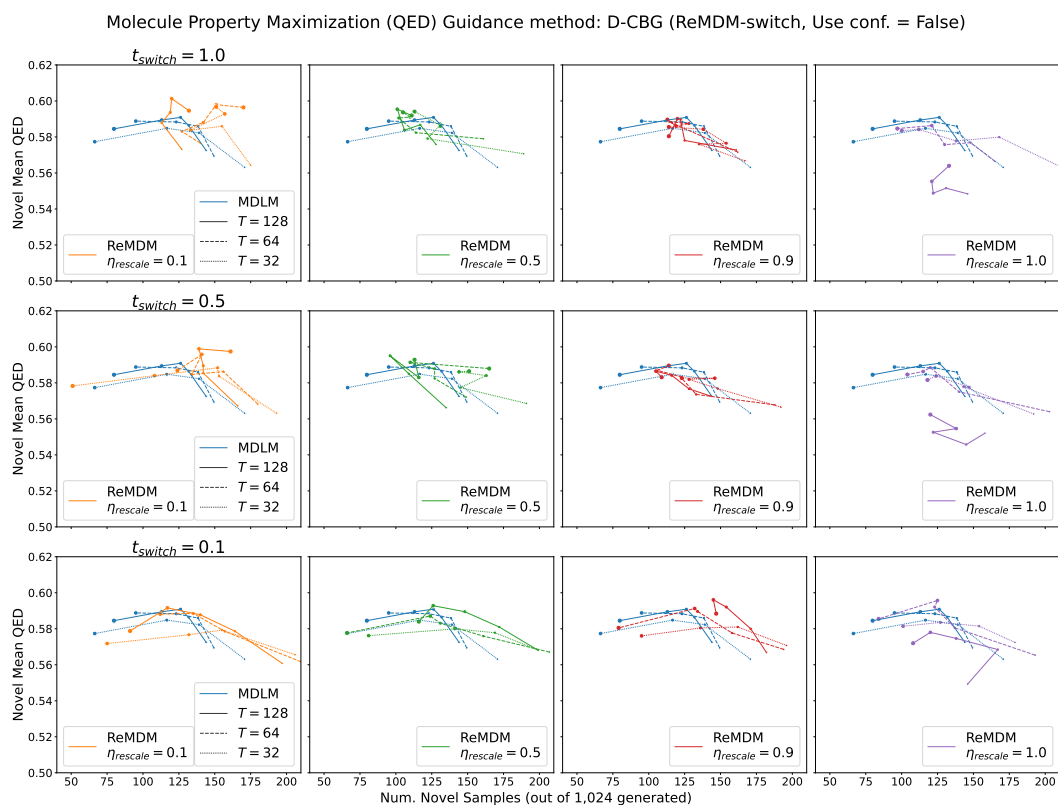 Molecule Property Maximization (QED) Guidance method: D-CBG (ReMDM-switch, Use conf. = False)
t_switch = 1.0
Novel Mean QED
0.62
0.60
0.58
0.56
0.54
0.52
0.50
MDLM
T = 128
T = 64
T = 32
ReMDM
η_rescale = 0.1
ReMDM
η_rescale = 0.5
ReMDM
η_rescale = 0.9
ReMDM
η_rescale = 1.0
t_switch = 0.5
Novel Mean QED
0.62
0.60
0.58
0.56
0.54
0.52
0.50
MDLM
T = 128
T = 64
T = 32
ReMDM
η_rescale = 0.1
ReMDM
η_rescale = 0.5
ReMDM
η_rescale = 0.9
ReMDM
η_rescale = 1.0
t_switch = 0.1
Novel Mean QED
0.62
0.60
0.58
0.56
0.54
0.52
0.50
MDLM
T = 128
T = 64
T = 32
ReMDM
η_rescale = 0.1
ReMDM
η_rescale = 0.5
ReMDM
η_rescale = 0.9
ReMDM
η_rescale = 1.0
50 75 100 125 150 175 200
50 75 100 125 150 175 200
50 75 100 125 150 175 200
50 75 100 125 150 175 200
Num. Novel Samples (out of 1,024 generated)